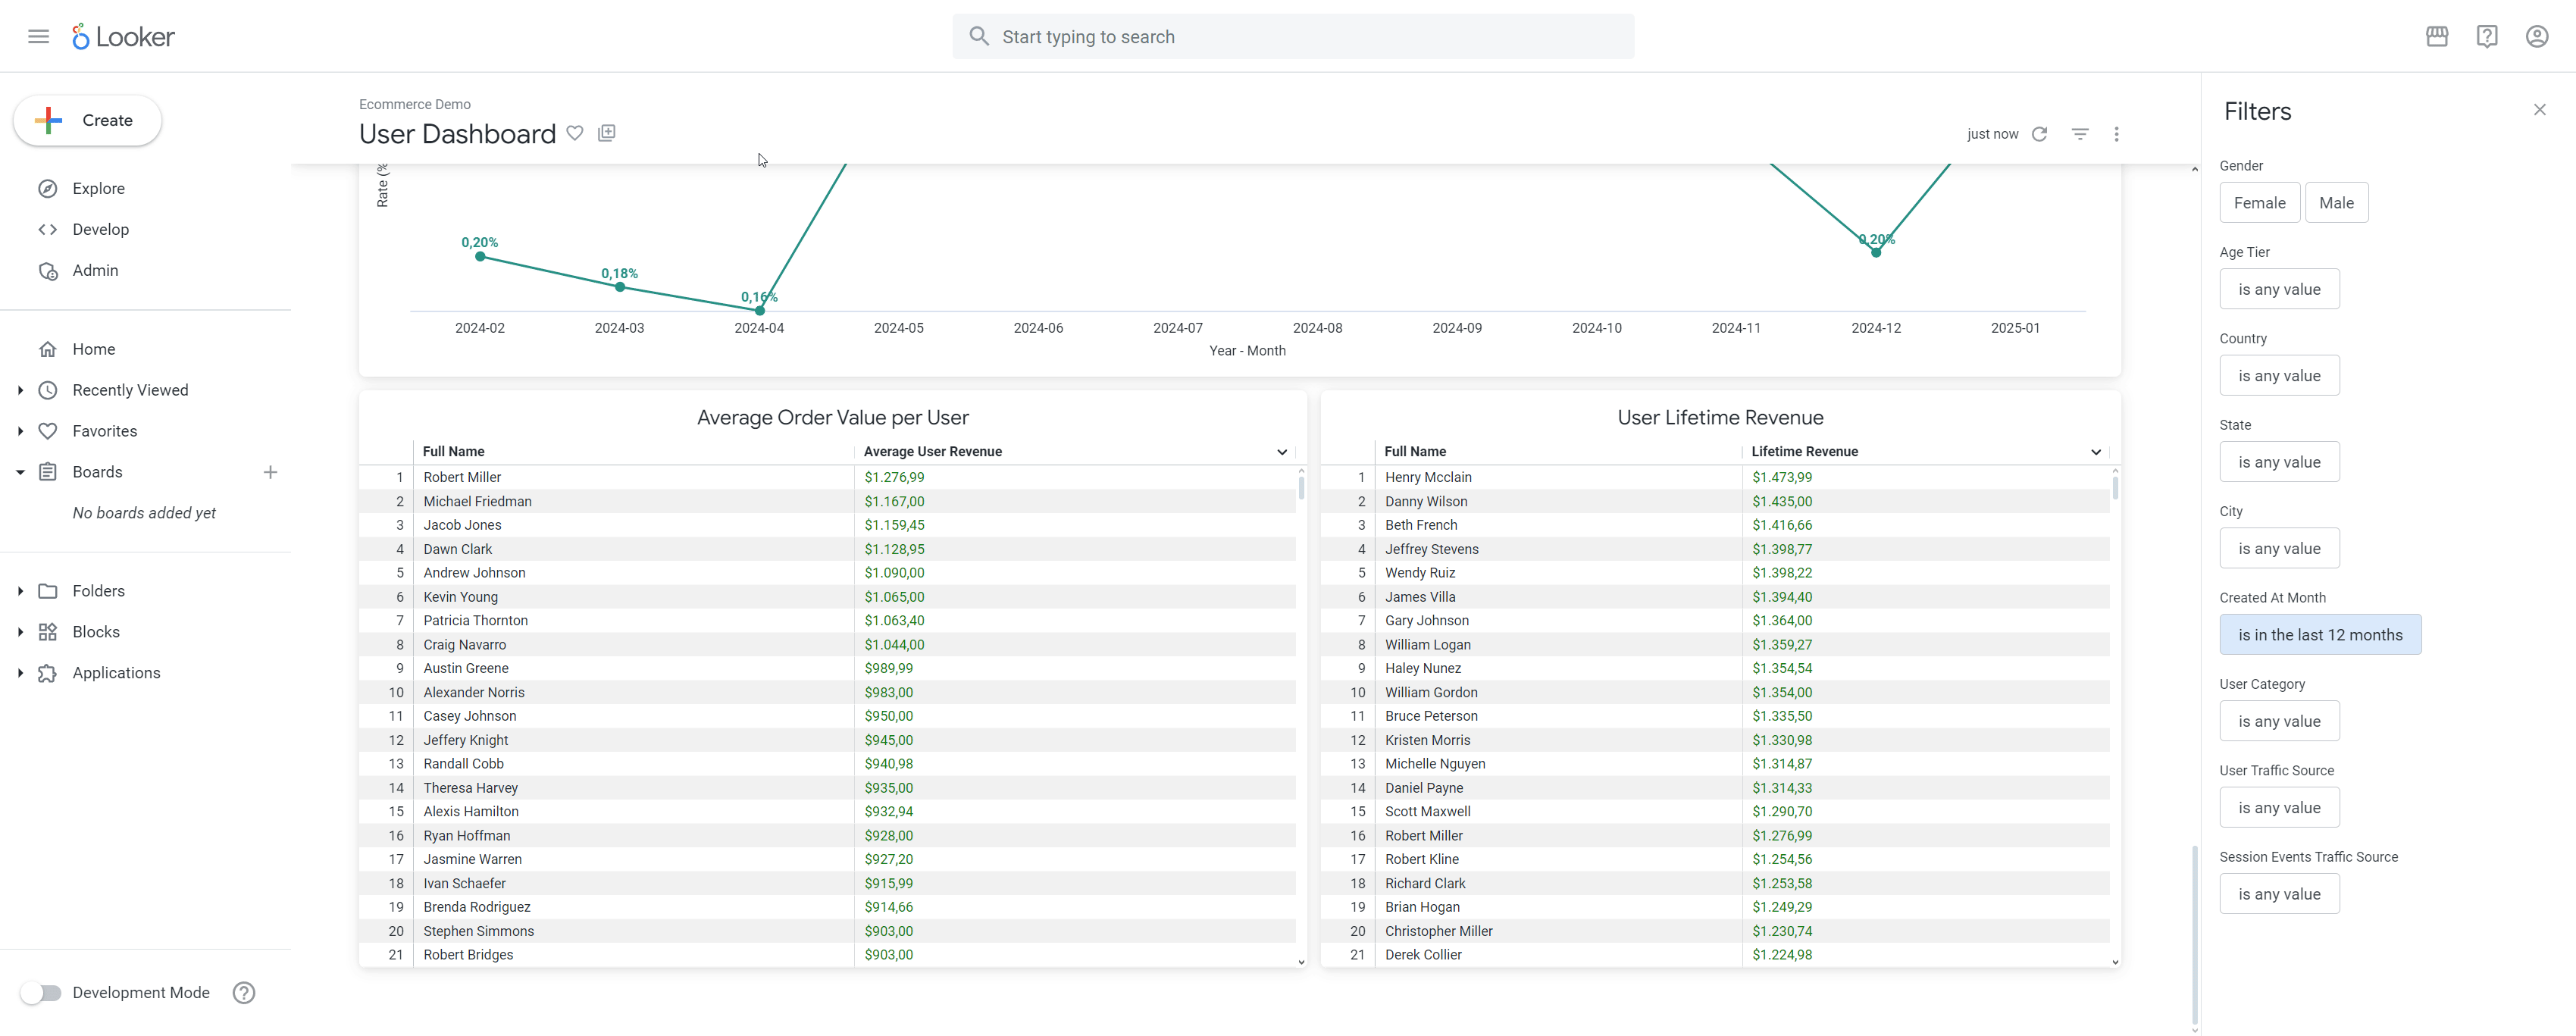 Looker
Start typing to search
Create
Explore
Develop
Admin
Home
Recently Viewed
Favorites
Boards
No boards added yet
Folders
Blocks
Applications
Development Mode
Ecommerce Demo
User Dashboard
just now
Rate (%
0,20%
0,18%
0,16%
0,20%
2024-02 2024-03 2024-04 2024-05 2024-06 2024-07 2024-08 2024-09 2024-10 2024-11 2024-12 2025-01
Year - Month
Average Order Value per User
Full Name Average User Revenue
1 Robert Miller $1.276,99
2 Michael Friedman $1.167,00
3 Jacob Jones $1.159,45
4 Dawn Clark $1.128,95
5 Andrew Johnson $1.090,00
6 Kevin Young $1.065,00
7 Patricia Thornton $1.063,40
8 Craig Navarro $1.044,00
9 Austin Greene $989,99
10 Alexander Norris $983,00
11 Casey Johnson $950,00
12 Jeffery Knight $945,00
13 Randall Cobb $940,98
14 Theresa Harvey $935,00
15 Alexis Hamilton $932,94
16 Ryan Hoffman $928,00
17 Jasmine Warren $927,20
18 Ivan Schaefer $915,99
19 Brenda Rodriguez $914,66
20 Stephen Simmons $903,00
21 Robert Bridges $903,00
User Lifetime Revenue
Full Name Lifetime Revenue
1 Henry Mcclain $1.473,99
2 Danny Wilson $1.435,00
3 Beth French $1.416,66
4 Jeffrey Stevens $1.398,77
5 Wendy Ruiz $1.398,22
6 James Villa $1.394,40
7 Gary Johnson $1.364,00
8 William Logan $1.359,27
9 Haley Nunez $1.354,54
10 William Gordon $1.354,00
11 Bruce Peterson $1.335,50
12 Kristen Morris $1.330,98
13 Michelle Nguyen $1.314,87
14 Daniel Payne $1.314,33
15 Scott Maxwell $1.290,70
16 Robert Miller $1.276,99
17 Robert Kline $1.254,56
18 Richard Clark $1.253,58
19 Brian Hogan $1.249,29
20 Christopher Miller $1.230,74
21 Derek Collier $1.224,98
Filters
Gender
Female Male
Age Tier
is any value
Country
is any value
State
is any value
City
is any value
Created At Month
is in the last 12 months
User Category
is any value
User Traffic Source
is any value
Session Events Traffic Source
is any value